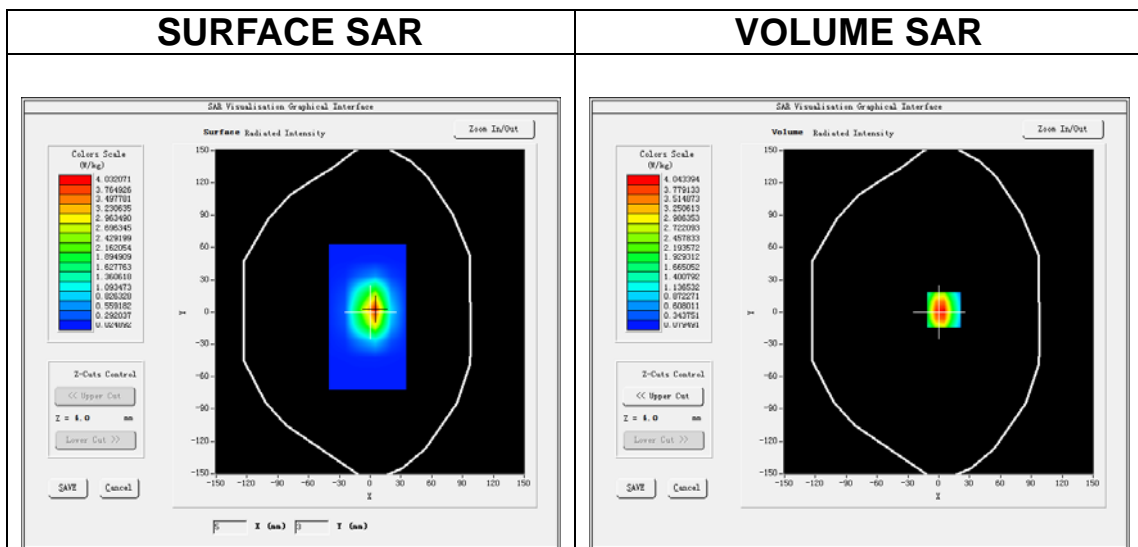 SURFACE SAR
VOLUME SAR
SAR Visualisation Graphical Interface
Surface Radiated Intensity
Zoom In/Out
Colors Scale
(W/kg)
4.032071
3.764926
3.497781
3.230635
2.963490
2.696345
2.429199
2.162054
1.894909
1.627763
1.360618
1.093473
0.826328
0.559182
0.292037
0.024892
Z-Cuts Control
<< Upper Cut
Z = 4.0 mm
Lower Cut >>
SAVE
Cancel
150
120
90
60
30
0
-30
-60
-90
-120
-150
Y
-150 -120 -90 -60 -30 0 30 60 90 120 150
X
5 X (mm) 3 Y (mm)
SAR Visualisation Graphical Interface
Volume Radiated Intensity
Zoom In/Out
Colors Scale
(W/kg)
4.043394
3.779133
3.514873
3.250613
2.986353
2.722093
2.457833
2.193572
1.929312
1.665052
1.400792
1.136532
0.872271
0.608011
0.343751
0.079491
Z-Cuts Control
<< Upper Cut
Z = 4.0 mm
Lower Cut >>
SAVE
Cancel
150
120
90
60
30
0
-30
-60
-90
-120
-150
Y
-150 -120 -90 -60 -30 0 30 60 90 120 150
X